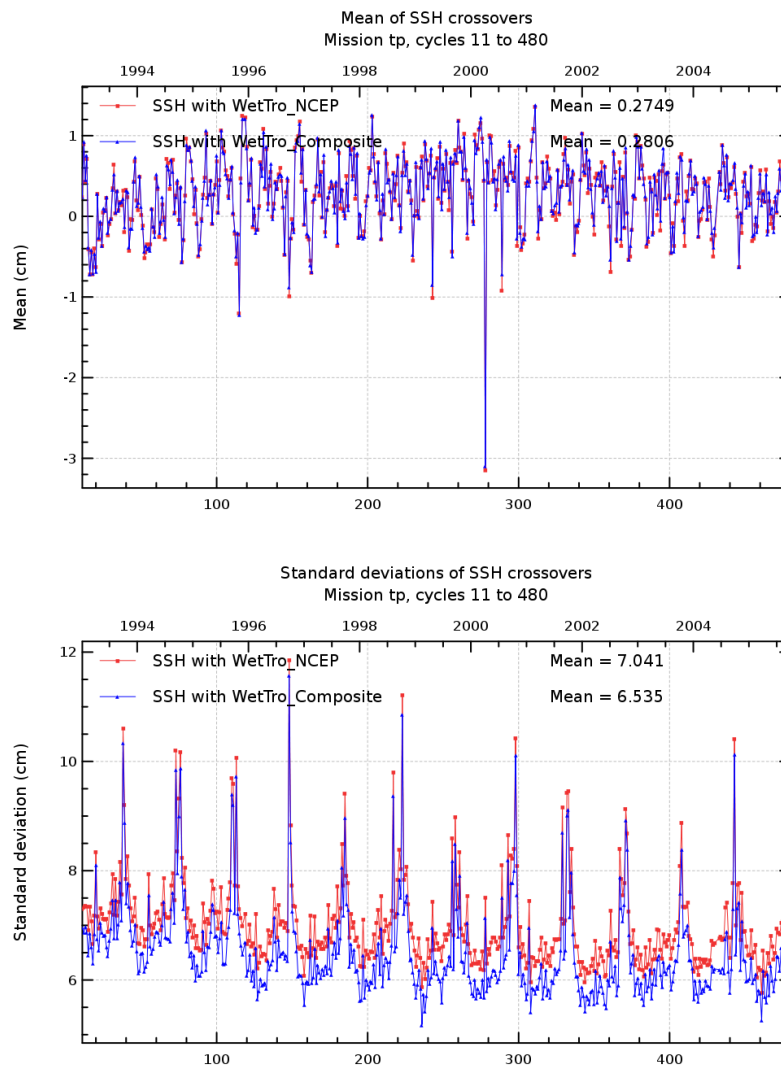 Mean of SSH crossovers
Mission tp, cycles 11 to 480
1994 1996 1998 2000 2002 2004
SSH with WetTro_NCEP Mean = 0.2749
SSH with WetTro_Composite Mean = 0.2806
1
0
-1
-2
-3
Mean (cm)
100 200 300 400
Standard deviations of SSH crossovers
Mission tp, cycles 11 to 480
1994 1996 1998 2000 2002 2004
12
SSH with WetTro_NCEP Mean = 7.041
SSH with WetTro_Composite Mean = 6.535
10
8
6
Standard deviation (cm)
100 200 300 400